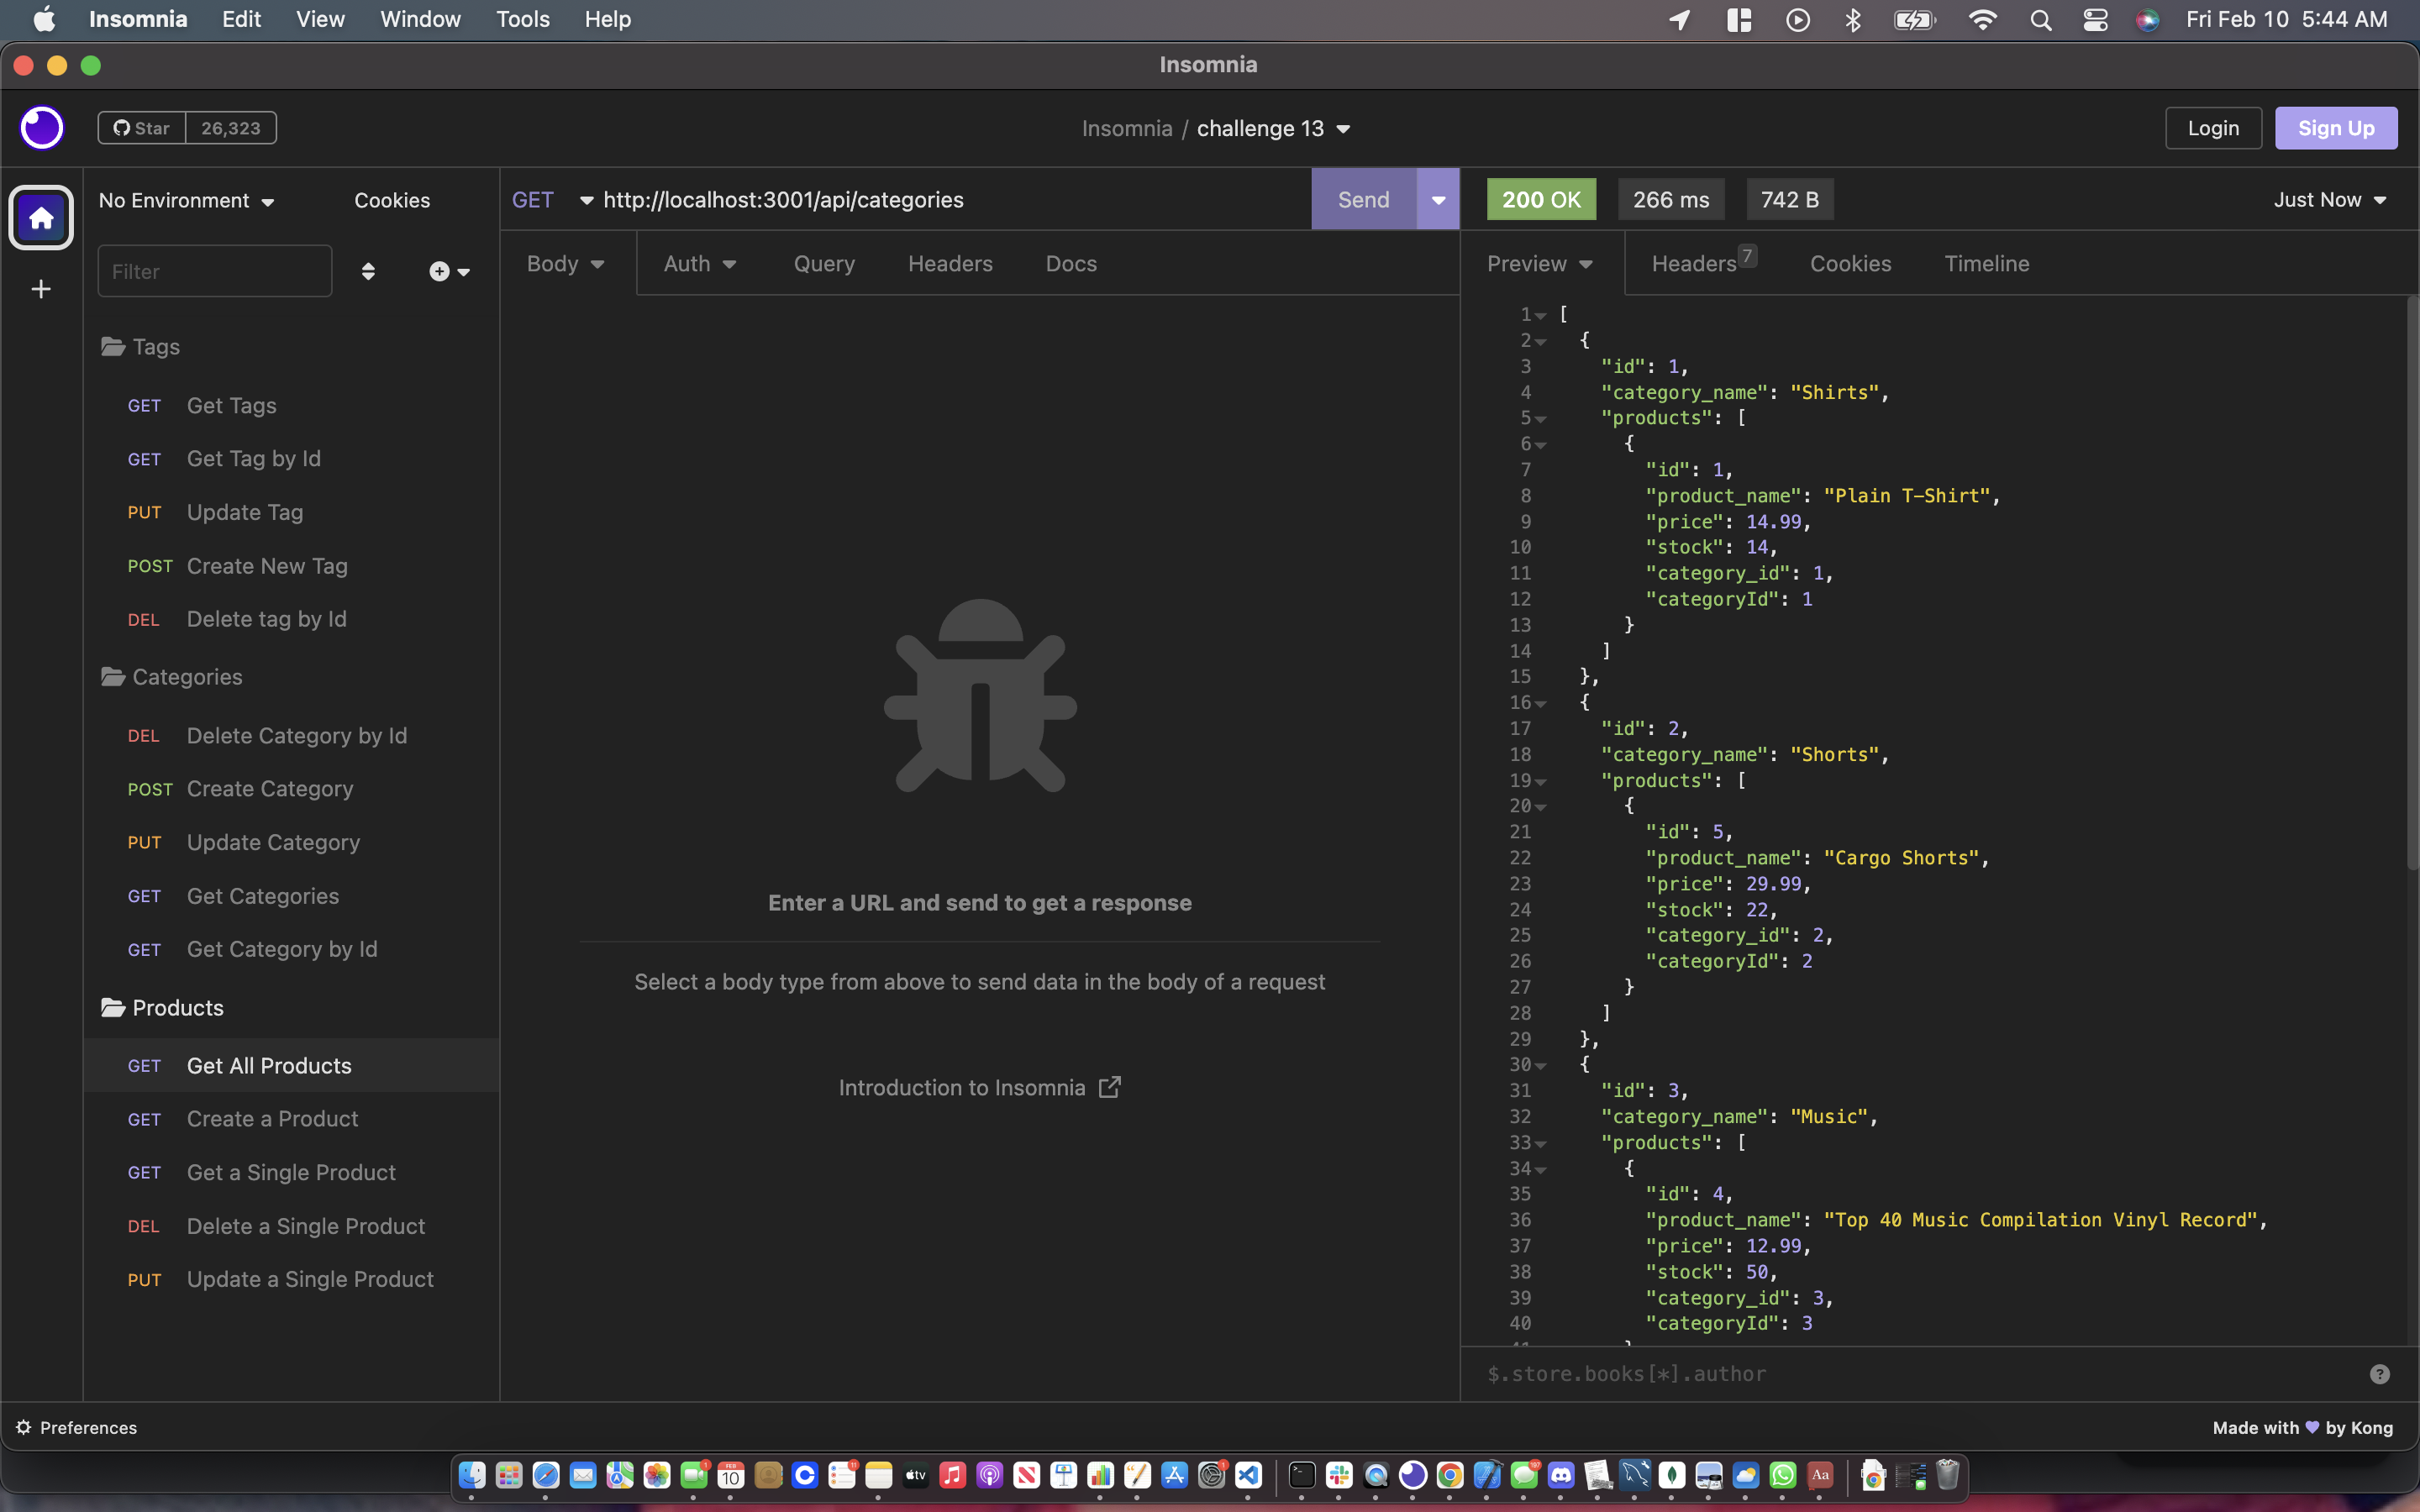 Insomnia Edit View Window Tools Help Fri Feb 10 5:44 AM
Insomnia
Star 26,323 Insomnia / challenge 13 Login Sign Up
No Environment Cookies
Filter
Tags
GET Get Tags
GET Get Tag by Id
PUT Update Tag
POST Create New Tag
DEL Delete tag by Id
Categories
DEL Delete Category by Id
POST Create Category
PUT Update Category
GET Get Categories
GET Get Category by Id
Products
GET Get All Products
GET Create a Product
GET Get a Single Product
DEL Delete a Single Product
PUT Update a Single Product
GET http://localhost:3001/api/categories Send
Body Auth Query Headers Docs
Enter a URL and send to get a response
Select a body type from above to send data in the body of a request
Introduction to Insomnia
200 OK 266 ms 742 B Just Now
Preview Headers 7 Cookies Timeline
1 [
2 {
3 "id": 1,
4 "category_name": "Shirts",
5 "products": [
6 {
7 "id": 1,
8 "product_name": "Plain T-Shirt",
9 "price": 14.99,
10 "stock": 14,
11 "category_id": 1,
12 "categoryId": 1
13 }
14 ]
15 },
16 {
17 "id": 2,
18 "category_name": "Shorts",
19 "products": [
20 {
21 "id": 5,
22 "product_name": "Cargo Shorts",
23 "price": 29.99,
24 "stock": 22,
25 "category_id": 2,
26 "categoryId": 2
27 }
28 ]
29 },
30 {
31 "id": 3,
32 "category_name": "Music",
33 "products": [
34 {
35 "id": 4,
36 "product_name": "Top 40 Music Compilation Vinyl Record",
37 "price": 12.99,
38 "stock": 50,
39 "category_id": 3,
40 "categoryId": 3
$.store.books[*].author
Preferences Made with by Kong
FEB
10
tv
Aa